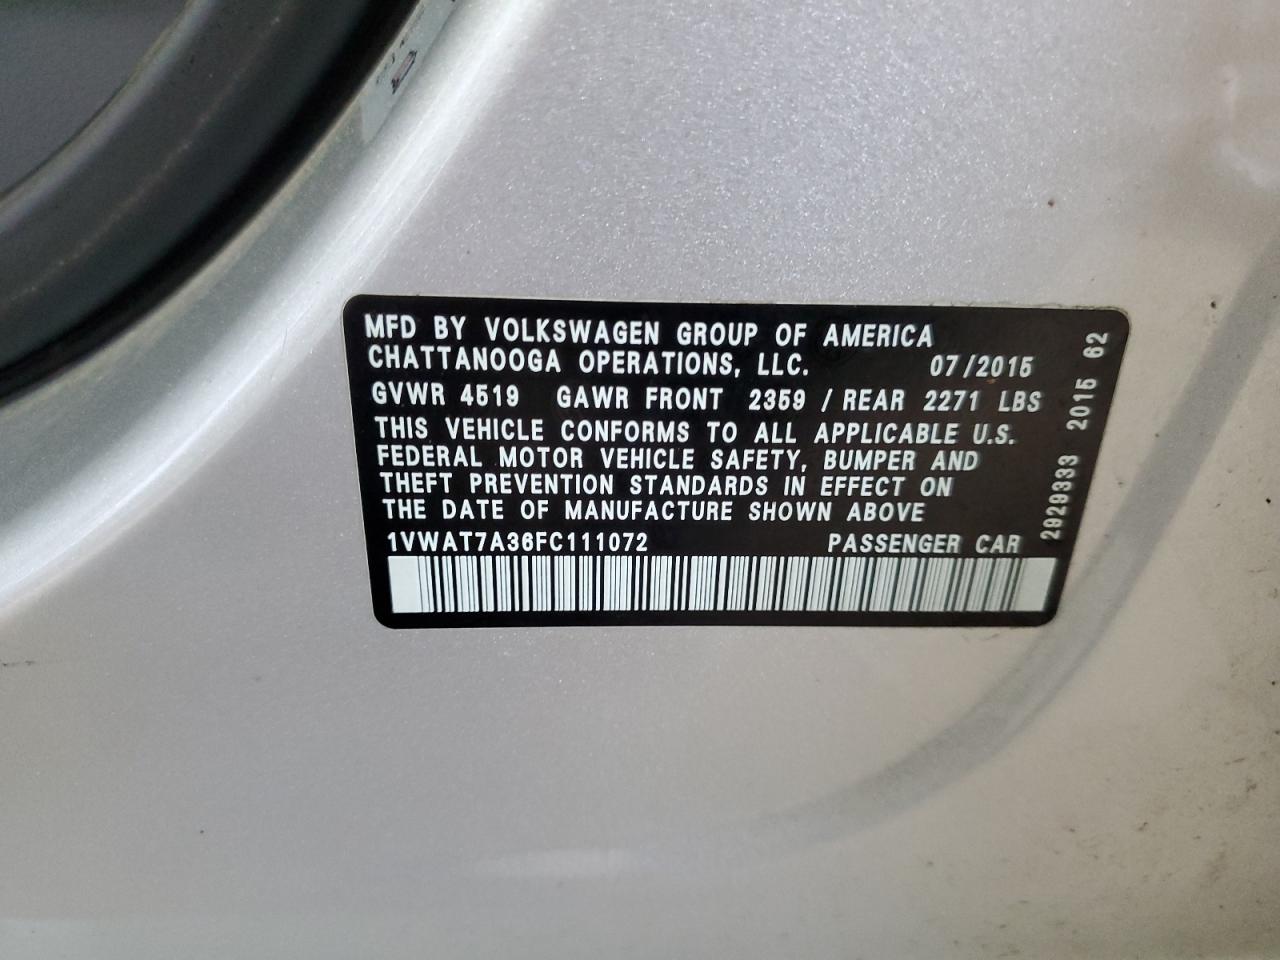 MFD BY VOLKSWAGEN GROUP OF AMERICA
CHATTANOOGA OPERATIONS, LLC. 07/2015
GVWR 4519 GAWR FRONT 2359 / REAR 2271 LBS
THIS VEHICLE CONFORMS TO ALL APPLICABLE U.S.
FEDERAL MOTOR VEHICLE SAFETY, BUMPER AND
THEFT PREVENTION STANDARDS IN EFFECT ON
THE DATE OF MANUFACTURE SHOWN ABOVE
1VWAT7A36FC111072 PASSENGER CAR
2929333 2015 62